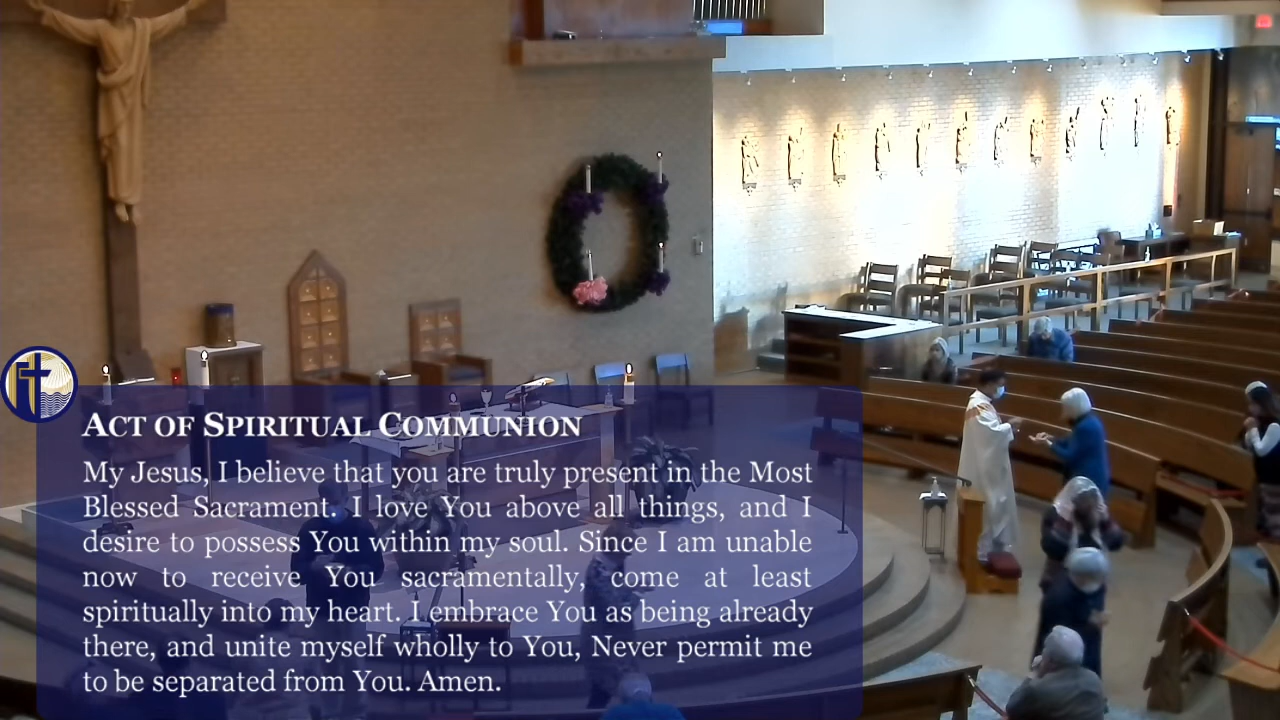 ACT OF SPIRITUAL COMMUNION
My Jesus, I believe that you are truly present in the Most
Blessed Sacrament. I love You above all things, and I
desire to possess You within my soul. Since I am unable
now to receive You sacramentally, come at least
spiritually into my heart. I embrace You as being already
there, and unite myself wholly to You, Never permit me
to be separated from You. Amen.